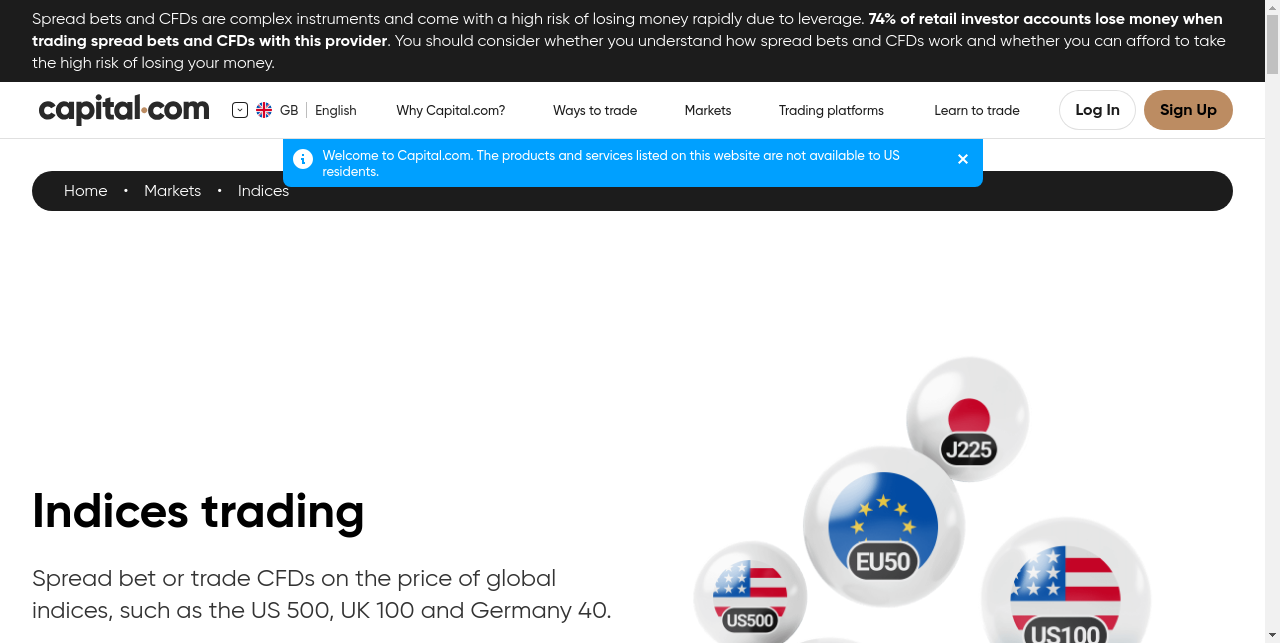 Spread bets and CFDs are complex instruments and come with a high risk of losing money rapidly due to leverage. 74% of retail investor accounts lose money when
trading spread bets and CFDs with this provider. You should consider whether you understand how spread bets and CFDs work and whether you can afford to take
the high risk of losing your money.
capital.com
GB
English
Why Capital.com?
Ways to trade
Markets
Trading platforms
Learn to trade
Log In
Sign Up
Welcome to Capital.com. The products and services listed on this website are not available to US
residents.
Home • Markets • Indices
J225
EU50
US500
US100
Indices trading
Spread bet or trade CFDs on the price of global
indices, such as the US 500, UK 100 and Germany 40.